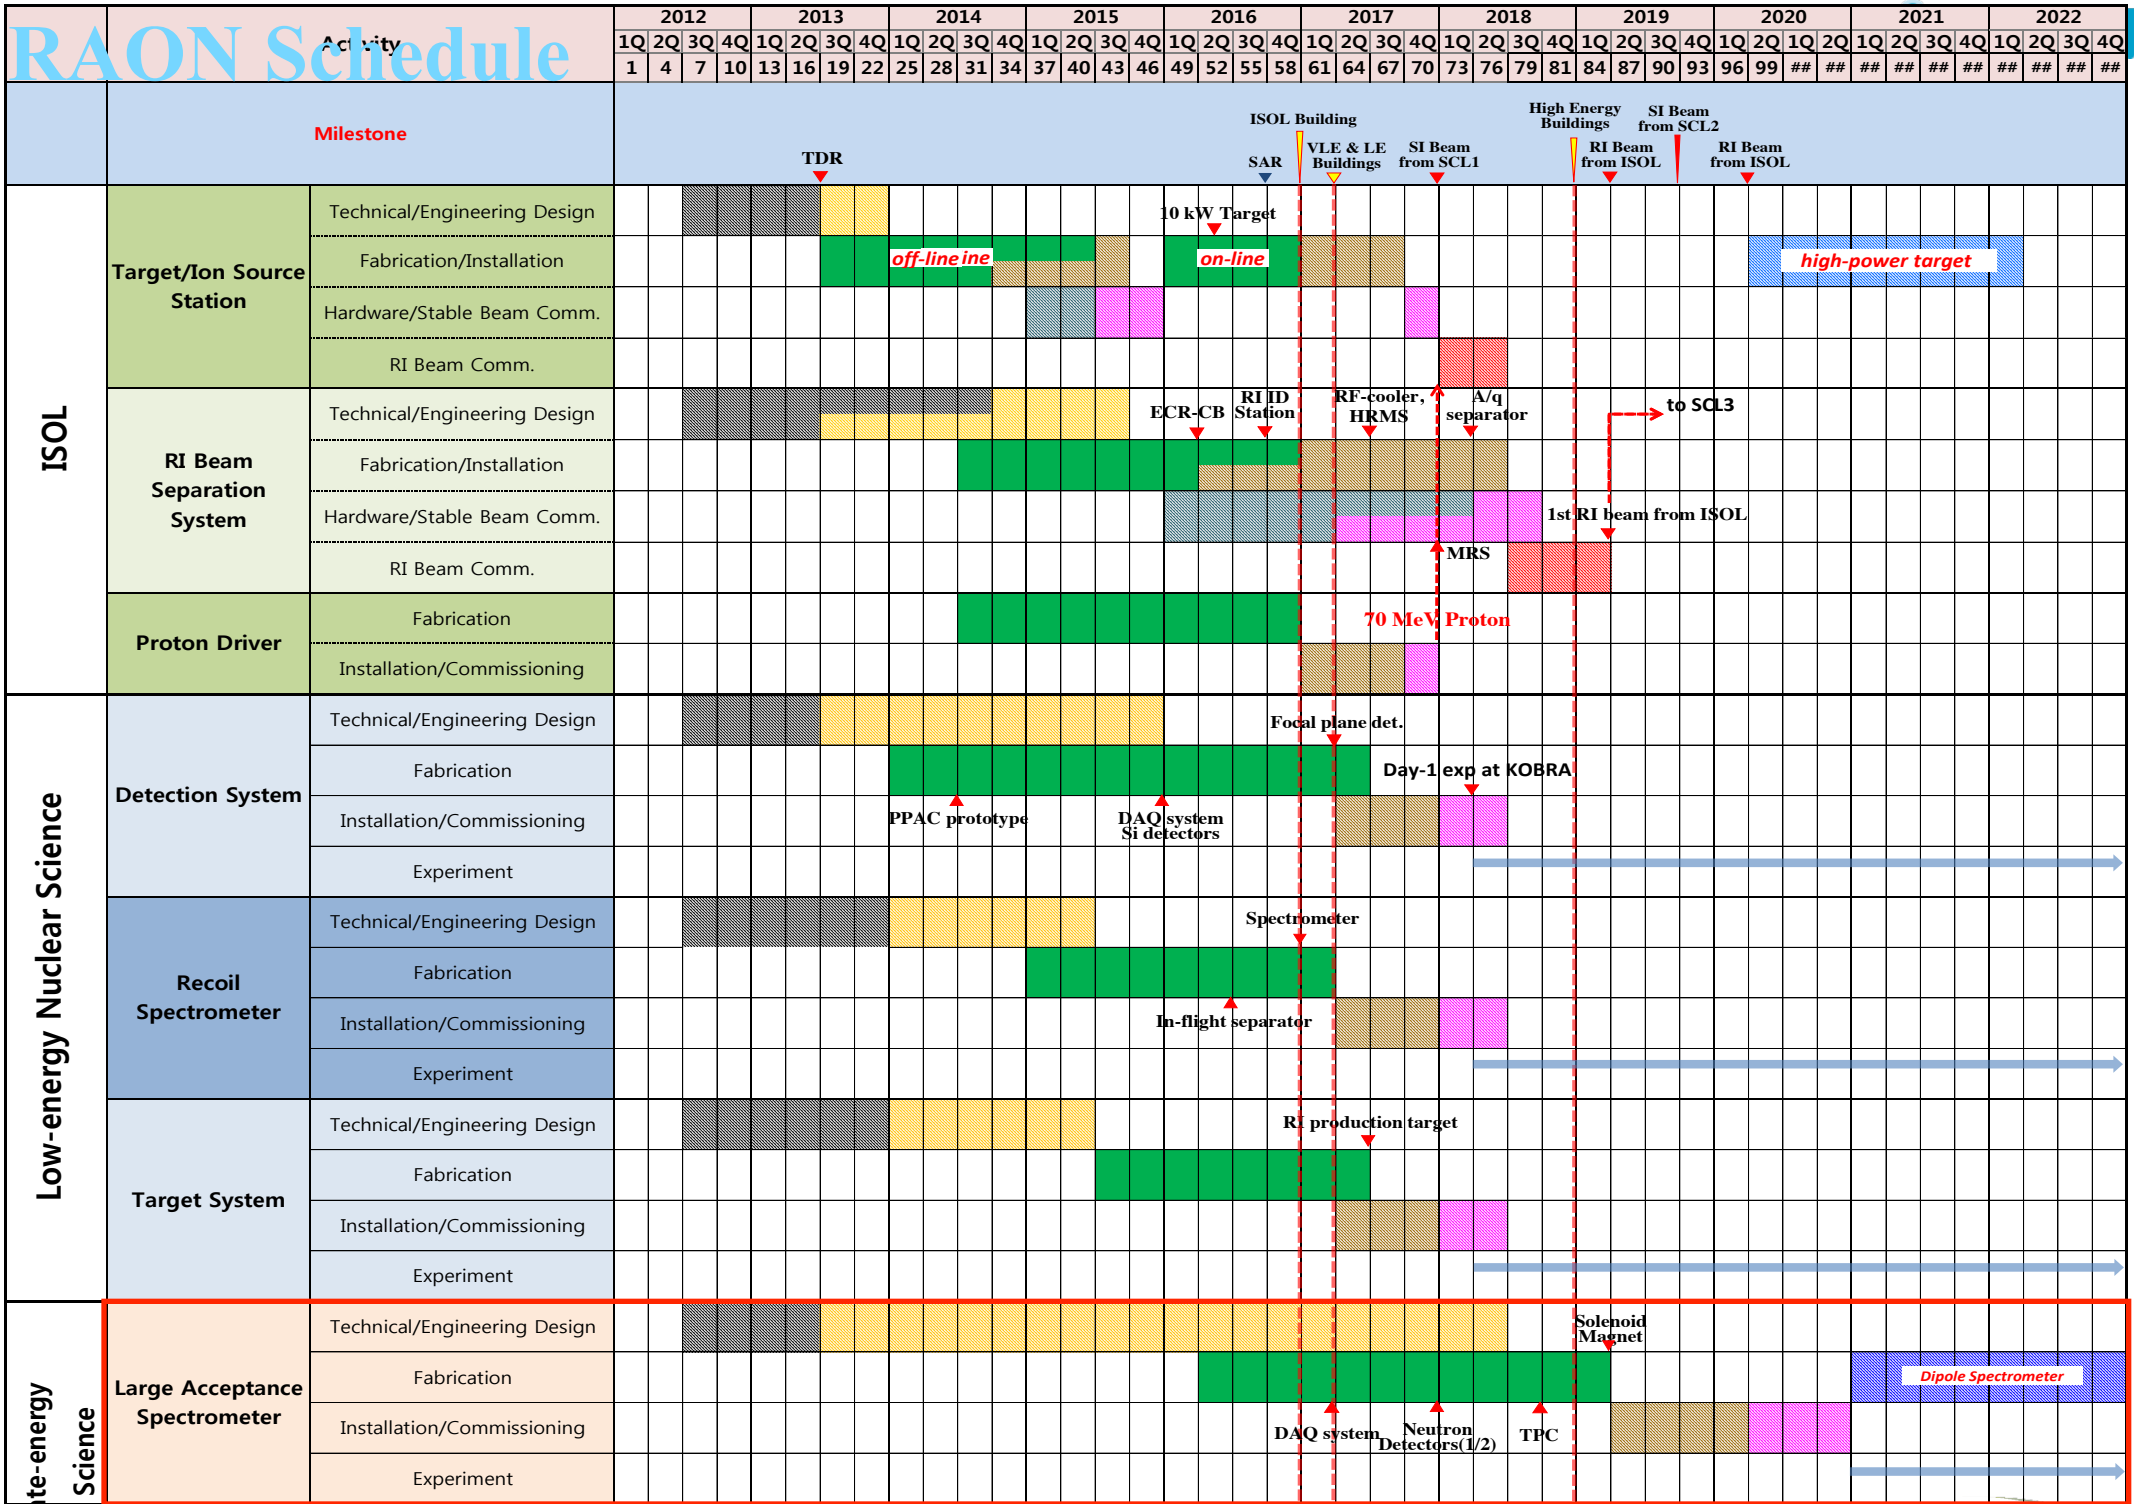 RAON Schedule
Activity
2012 2013 2014 2015 2016 2017 2018 2019 2020 2021 2022
1Q 2Q 3Q 4Q 1Q 2Q 3Q 4Q 1Q 2Q 3Q 4Q 1Q 2Q 3Q 4Q 1Q 2Q 3Q 4Q 1Q 2Q 3Q 4Q 1Q 2Q 3Q 4Q 1Q 2Q 3Q 4Q 1Q 2Q 1Q 2Q 1Q 2Q 3Q 4Q 1Q 2Q 3Q 4Q
1 4 7 10 13 16 19 22 25 28 31 34 37 40 43 46 49 52 55 58 61 64 67 70 73 76 79 81 84 87 90 93 96 99 ## ## ## ## ## ## ## ## ## ##
Milestone
TDR
SAR
ISOL Building
VLE & LE
Buildings
SI Beam
from SCL1
High Energy
Buildings
RI Beam
from ISOL
SI Beam
from SCL2
RI Beam
from ISOL
ISOL
Target/Ion Source
Station
Technical/Engineering Design
10 kW Target
Fabrication/Installation
off-line ine
on-line
high-power target
Hardware/Stable Beam Comm.
RI Beam Comm.
RI Beam
Separation
System
Technical/Engineering Design
ECR-CB
RI ID
Station
RF-cooler,
HRMS
A/q
separator
to SCL3
Fabrication/Installation
Hardware/Stable Beam Comm.
1st RI beam from ISOL
RI Beam Comm.
MRS
Proton Driver
Fabrication
70 MeV Proton
Installation/Commissioning
Low-energy Nuclear Science
Detection System
Technical/Engineering Design
Focal plane det.
Fabrication
Day-1 exp at KOBRA
Installation/Commissioning
PPAC prototype
DAQ system
Si detectors
Experiment
Recoil
Spectrometer
Technical/Engineering Design
Spectrometer
Fabrication
Installation/Commissioning
In-flight separator
Experiment
Target System
Technical/Engineering Design
RI production target
Fabrication
Installation/Commissioning
Experiment
te-energy
Science
Large Acceptance
Spectrometer
Technical/Engineering Design
Solenoid
Magnet
Fabrication
Dipole Spectrometer
Installation/Commissioning
DAQ system
Neutron
Detectors(1/2)
TPC
Experiment